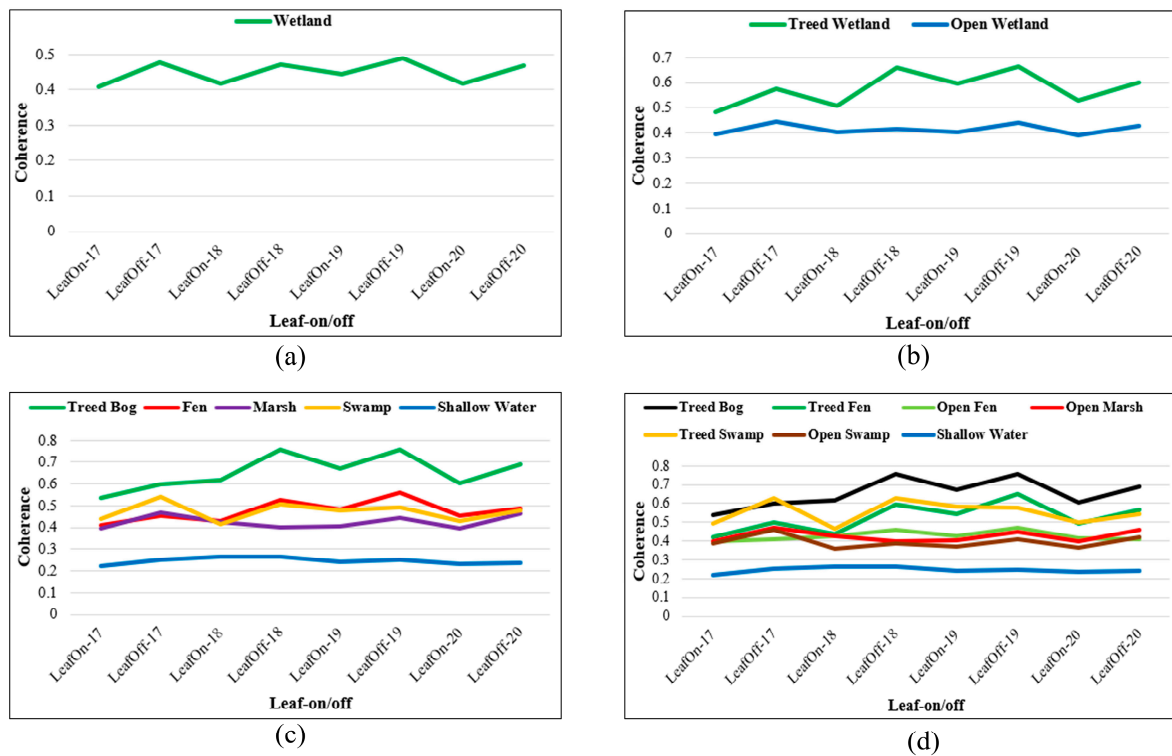 Wetland
Coherence
0.5
0.4
0.3
0.2
0.1
0
LeafOn-17
LeafOff-17
LeafOn-18
LeafOff-18
LeafOn-19
LeafOff-19
LeafOn-20
LeafOff-20
Leaf-on/off
(a)
Treed Wetland Open Wetland
Coherence
0.7
0.6
0.5
0.4
0.3
0.2
0.1
0
LeafOn-17
LeafOff-17
LeafOn-18
LeafOff-18
LeafOn-19
LeafOff-19
LeafOn-20
LeafOff-20
Leaf-on/off
(b)
Treed Bog Fen Marsh Swamp Shallow Water
Coherence
0.8
0.7
0.6
0.5
0.4
0.3
0.2
0.1
0
LeafOn-17
LeafOff-17
LeafOn-18
LeafOff-18
LeafOn-19
LeafOff-19
LeafOn-20
LeafOff-20
Leaf-on/off
(c)
Treed Bog Treed Fen Open Fen Open Marsh
Treed Swamp Open Swamp Shallow Water
Coherence
0.8
0.7
0.6
0.5
0.4
0.3
0.2
0.1
0
LeafOn-17
LeafOff-17
LeafOn-18
LeafOff-18
LeafOn-19
LeafOff-19
LeafOn-20
LeafOff-20
Leaf-on/off
(d)